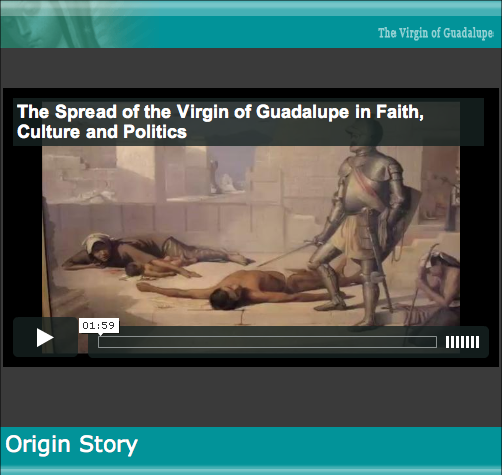 The Virgin of Guadalupe
The Spread of the Virgin of Guadalupe in Faith,
Culture and Politics
01:59
Origin Story